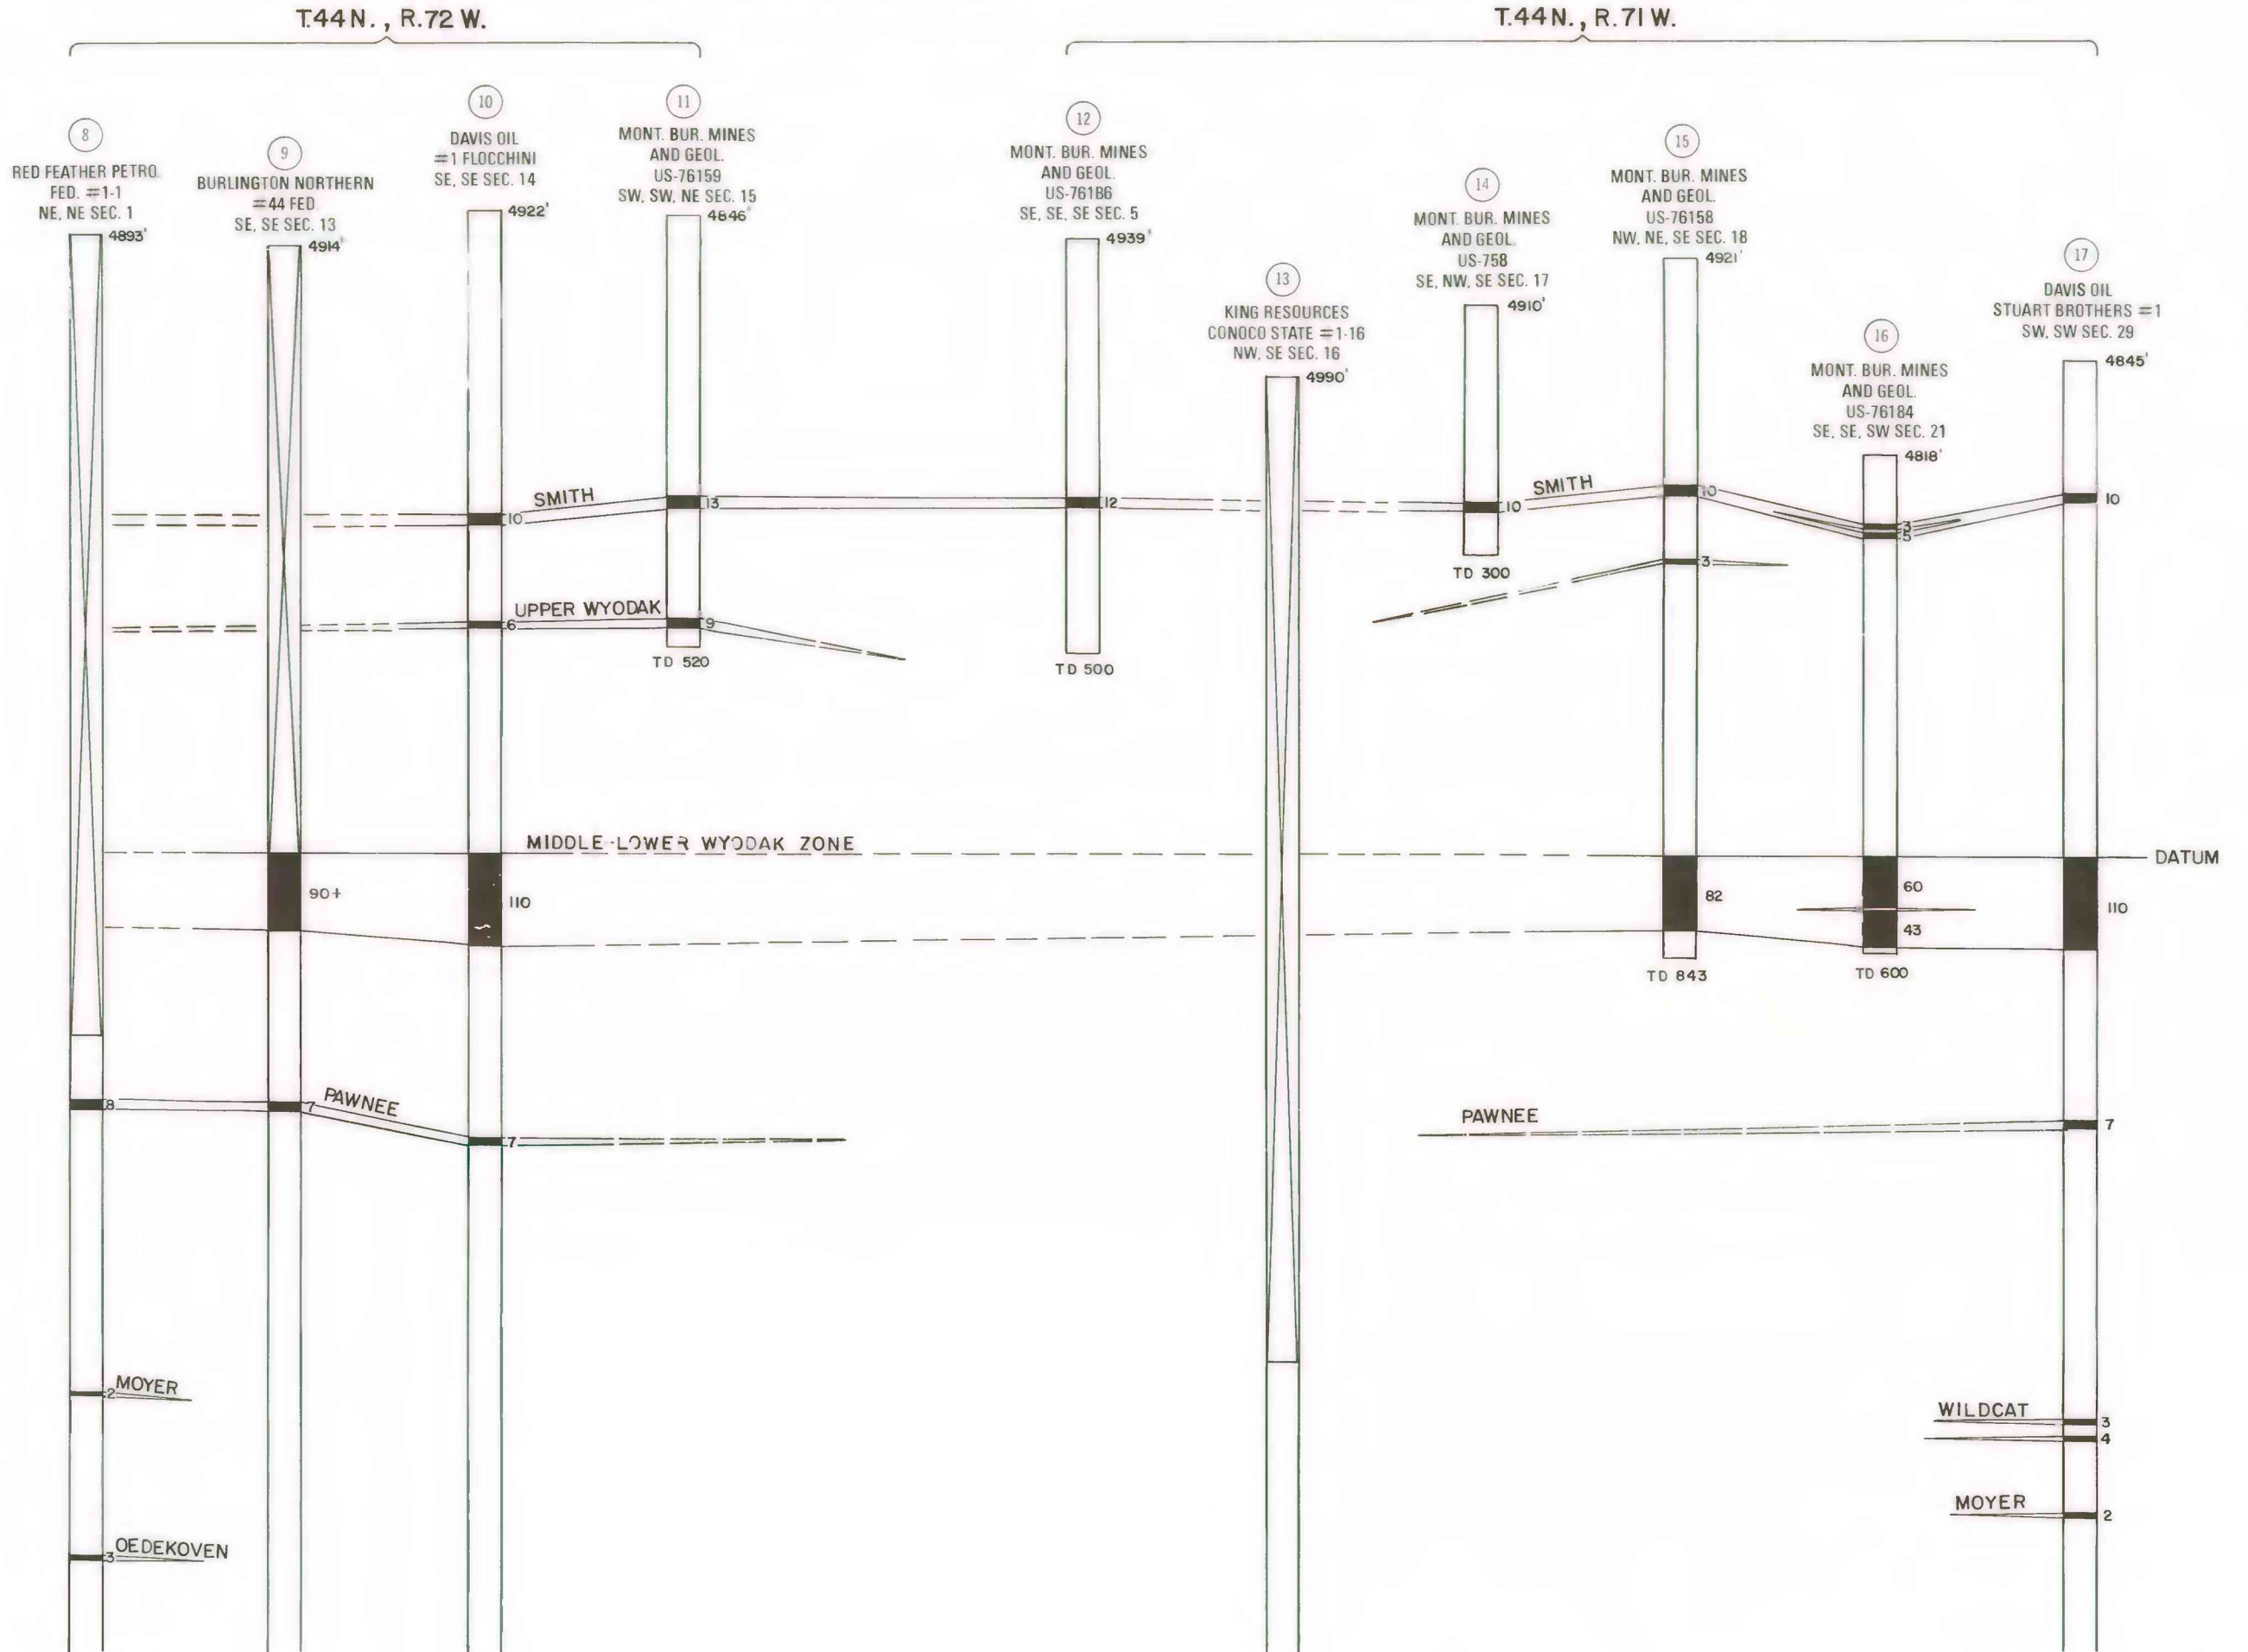 T.44N., R.72 W.
T.44N., R.71 W.
8
RED FEATHER PETRO.
FED. #1-1
NE, NE SEC. 1
4893'
9
BURLINGTON NORTHERN
#44 FED
SE, SE SEC. 13
4914'
10
DAVIS OIL
#1 FLOCCHINI
SE, SE SEC. 14
4922'
11
MONT. BUR. MINES
AND GEOL.
US-76159
SW, SW, NE SEC. 15
4846'
12
MONT. BUR. MINES
AND GEOL.
US-76186
SE, SE, SE SEC. 5
4939'
13
KING RESOURCES
CONOCO STATE #1-16
NW, SE SEC. 16
4990'
14
MONT. BUR. MINES
AND GEOL.
US-758
SE, NW, SE SEC. 17
4910'
15
MONT. BUR. MINES
AND GEOL.
US-76158
NW, NE, SE SEC. 18
4921'
16
MONT. BUR. MINES
AND GEOL.
US-76184
SE, SE, SW SEC. 21
4818'
17
DAVIS OIL
STUART BROTHERS #1
SW, SW SEC. 29
4845'
10
SMITH
13
12
10
SMITH
10
3
5
10
TD 300
3
6
UPPER WYODAK
9
TD 520
TD 500
MIDDLE-LOWER WYODAK ZONE
DATUM
90+
110
82
60
43
110
TD 843
TD 600
8
7
PAWNEE
7
PAWNEE
7
2
MOYER
WILDCAT
3
4
MOYER
2
3
OEDEKOVEN